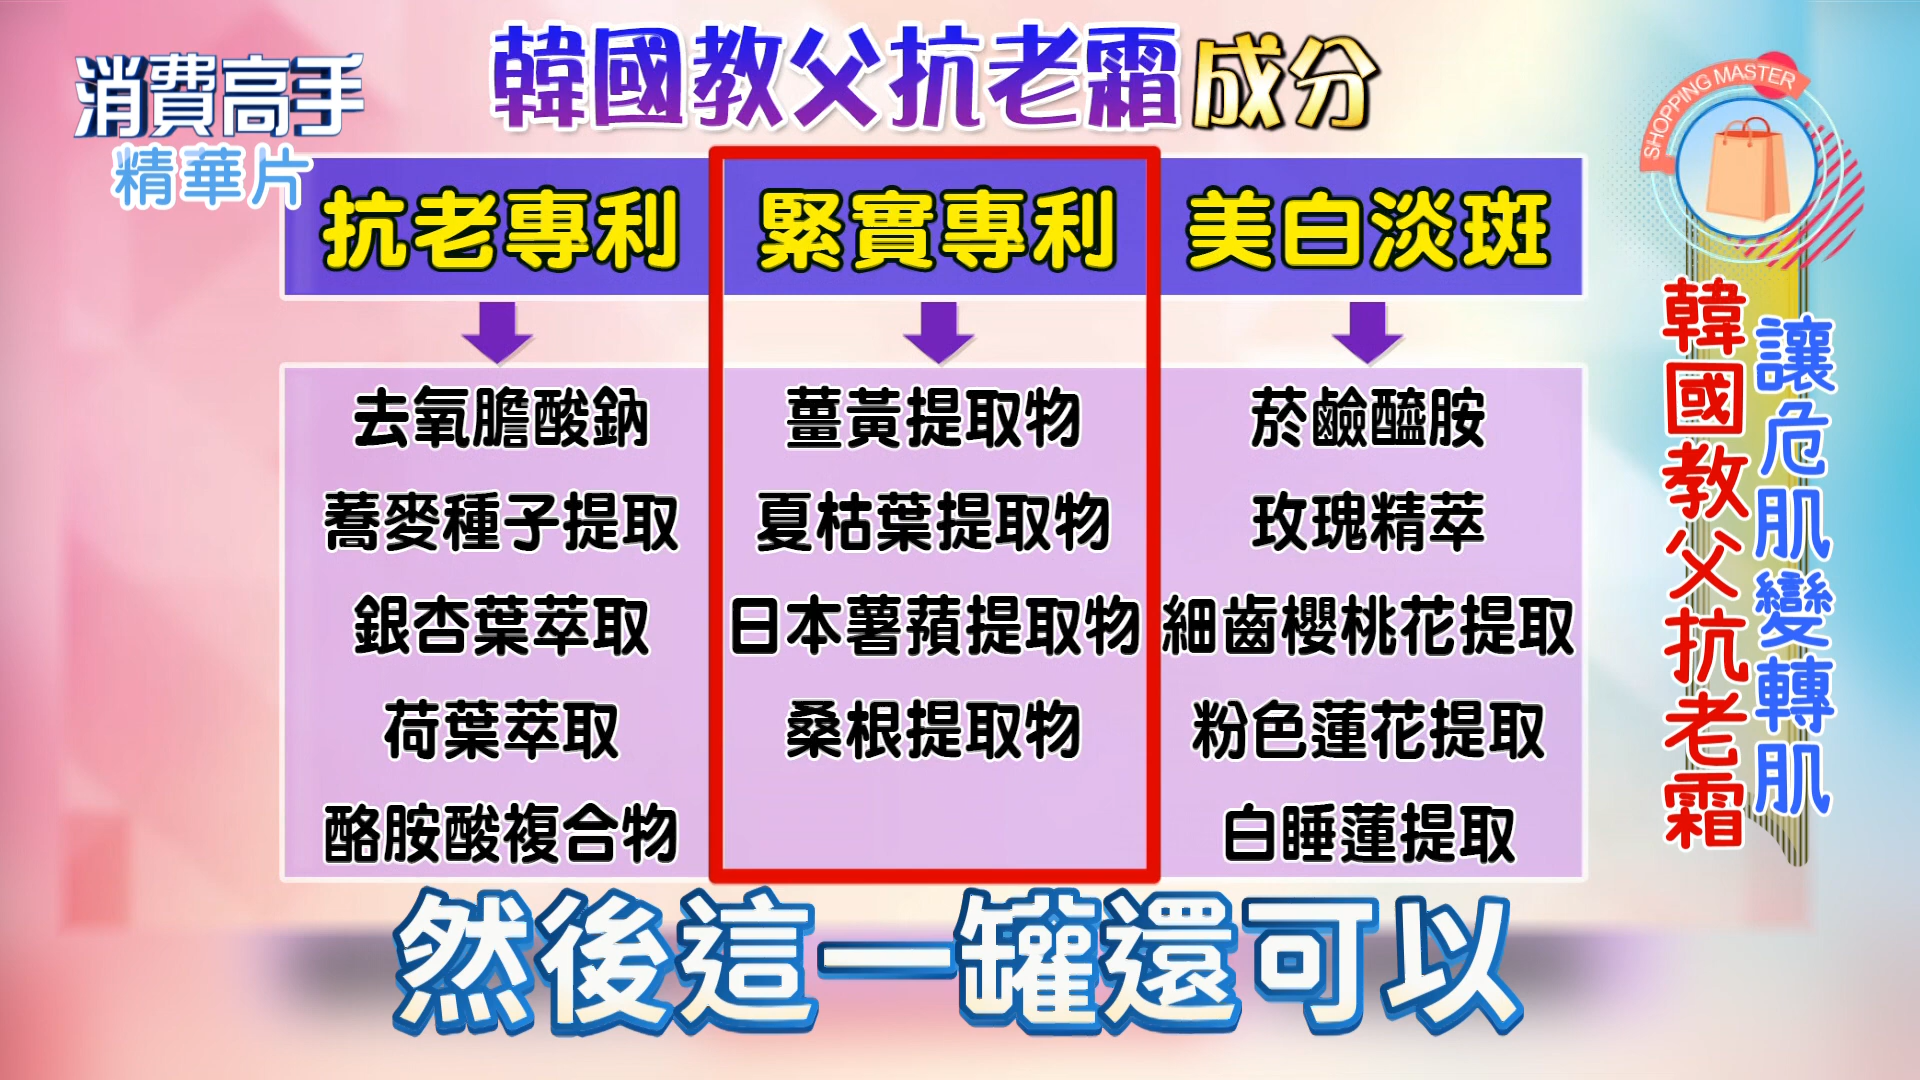 消費高手
精華片
韓國教父抗老霜成分
SHOPPING MASTER
抗老專利
緊實專利
美白淡斑
去氧膽酸鈉
蕎麥種子提取
銀杏葉萃取
荷葉萃取
酪胺酸複合物
薑黃提取物
夏枯葉提取物
日本薯蕷提取物
桑根提取物
菸鹼醯胺
玫瑰精萃
細齒櫻桃花提取
粉色蓮花提取
白睡蓮提取
讓危肌變轉肌
韓國教父抗老霜
然後這一罐還可以